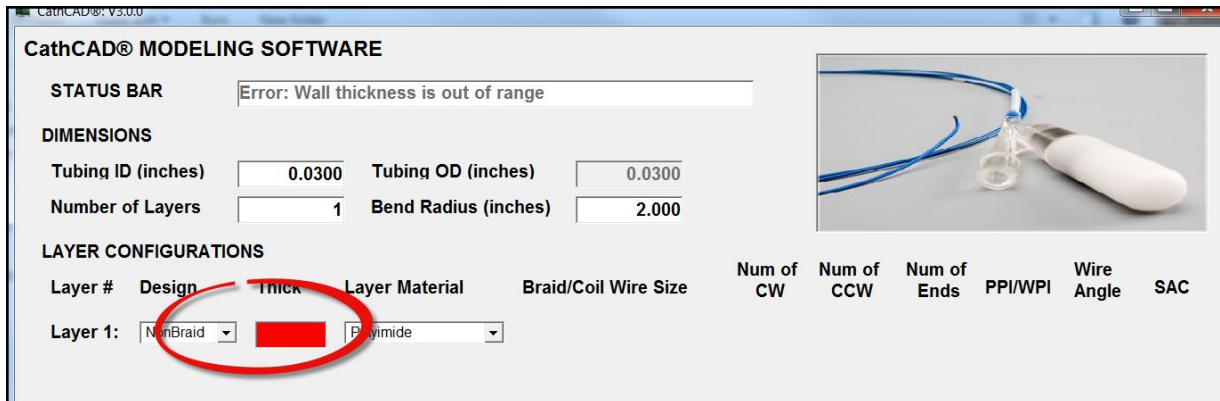 CathCAD®: V3.0.0
CathCAD® MODELING SOFTWARE
STATUS BAR Error: Wall thickness is out of range
DIMENSIONS
Tubing ID (inches) 0.0300 Tubing OD (inches) 0.0300
Number of Layers 1 Bend Radius (inches) 2.000
LAYER CONFIGURATIONS
Layer # Design Thick Layer Material Braid/Coil Wire Size Num of CW Num of CCW Num of Ends PPI/WPI Wire Angle SAC
Layer 1: NonBraid Polyimide